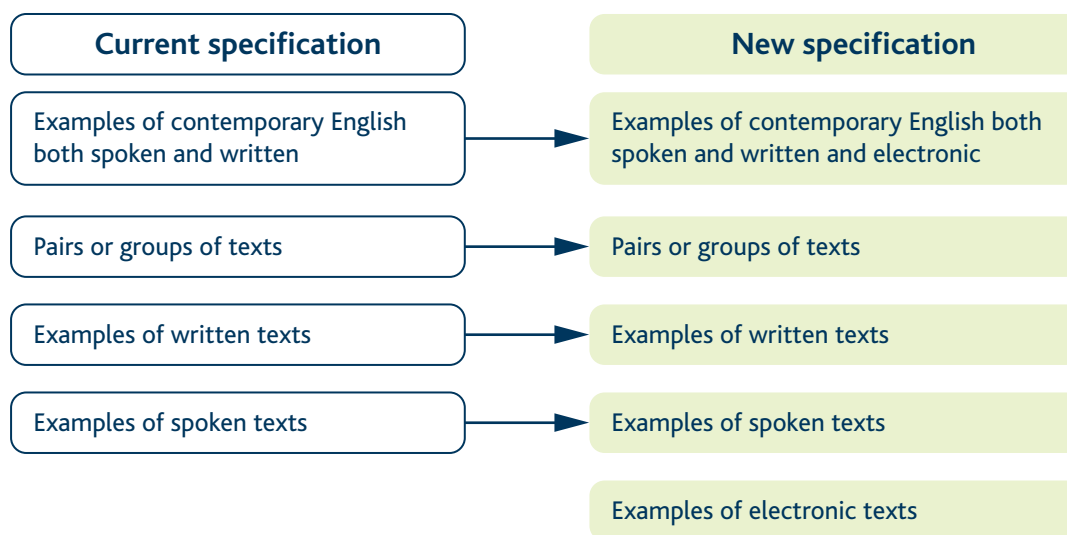 Current specification
New specification
Examples of contemporary English
both spoken and written
Examples of contemporary English both
spoken and written and electronic
Pairs or groups of texts
Pairs or groups of texts
Examples of written texts
Examples of written texts
Examples of spoken texts
Examples of spoken texts
Examples of electronic texts